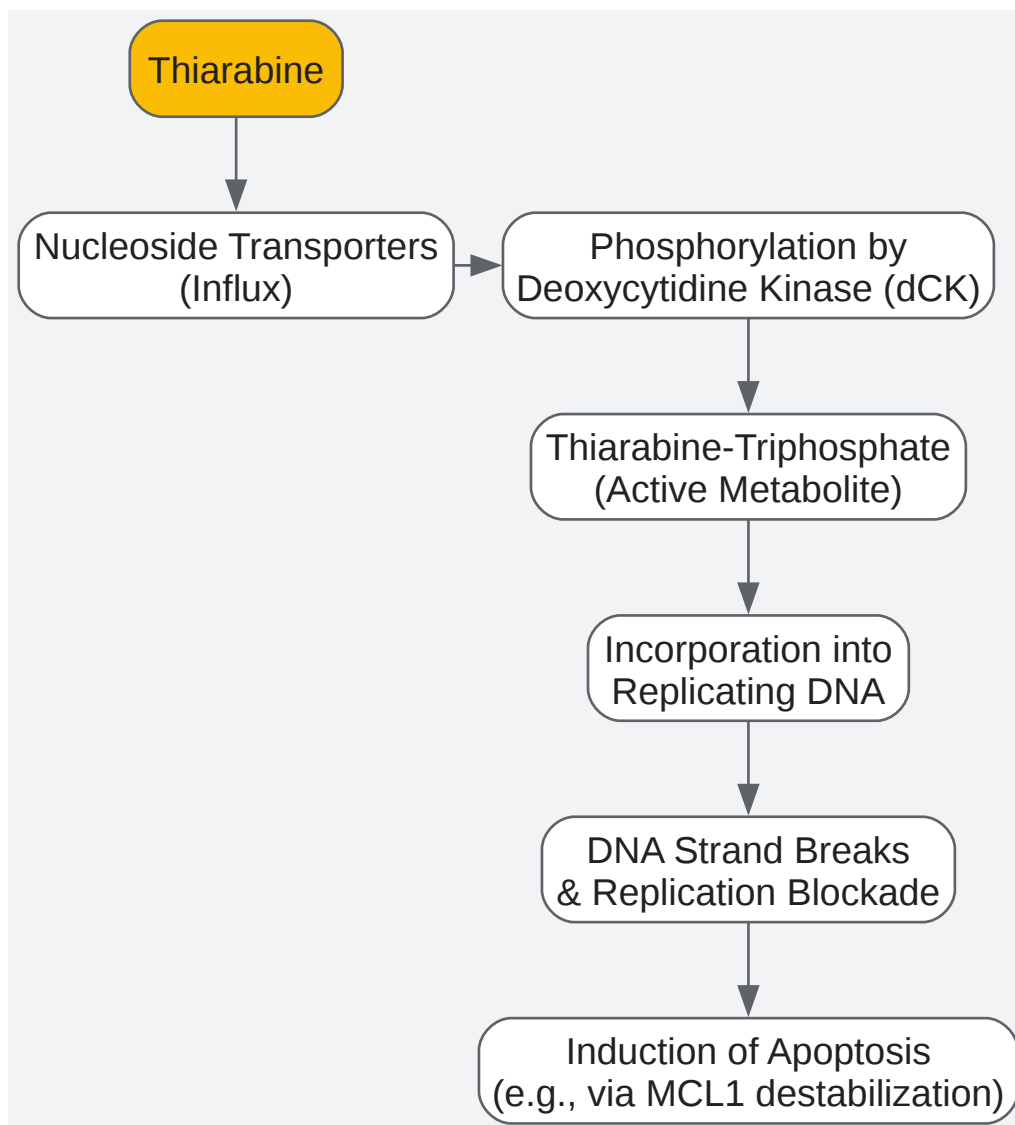 Thiarabine
Nucleoside Transporters
(Influx)
Phosphorylation by
Deoxycytidine Kinase (dCK)
Thiarabine-Triphosphate
(Active Metabolite)
Incorporation into
Replicating DNA
DNA Strand Breaks
& Replication Blockade
Induction of Apoptosis
(e.g., via MCL1 destabilization)